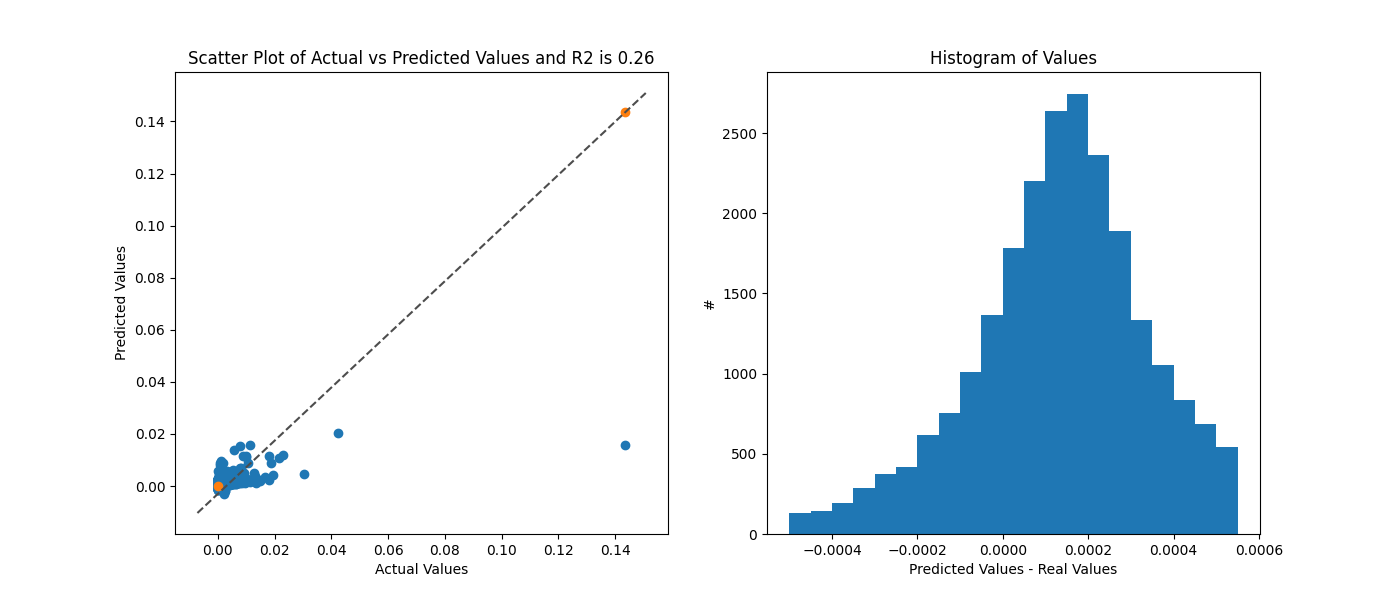 Scatter Plot of Actual vs Predicted Values and R2 is 0.26
Predicted Values
0.14
0.12
0.10
0.08
0.06
0.04
0.02
0.00
0.00 0.02 0.04 0.06 0.08 0.10 0.12 0.14
Actual Values
Histogram of Values
#
2500
2000
1500
1000
500
0
−0.0004 −0.0002 0.0000 0.0002 0.0004 0.0006
Predicted Values - Real Values